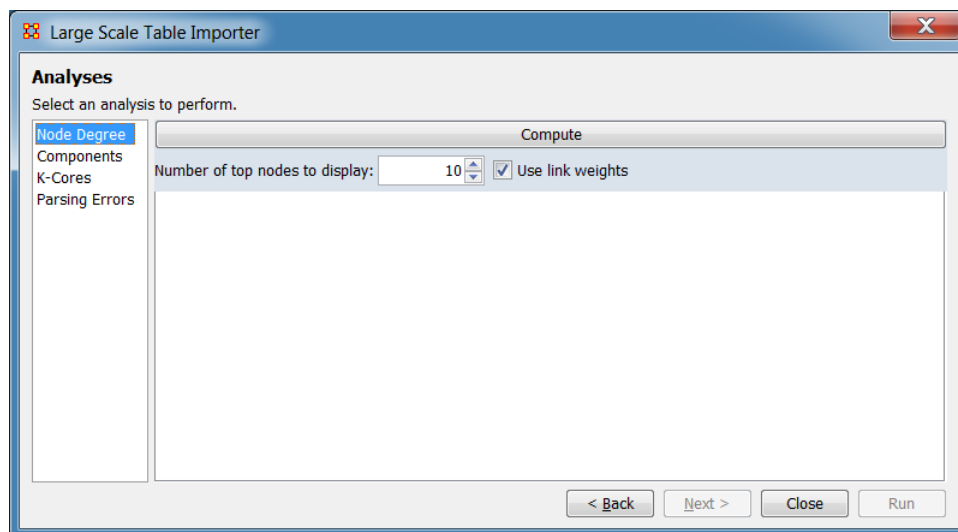 Large Scale Table Importer
X
Analyses
Select an analysis to perform.
Node Degree
Components
K-Cores
Parsing Errors
Compute
Number of top nodes to display: 10 Use link weights
< Back Next > Close Run